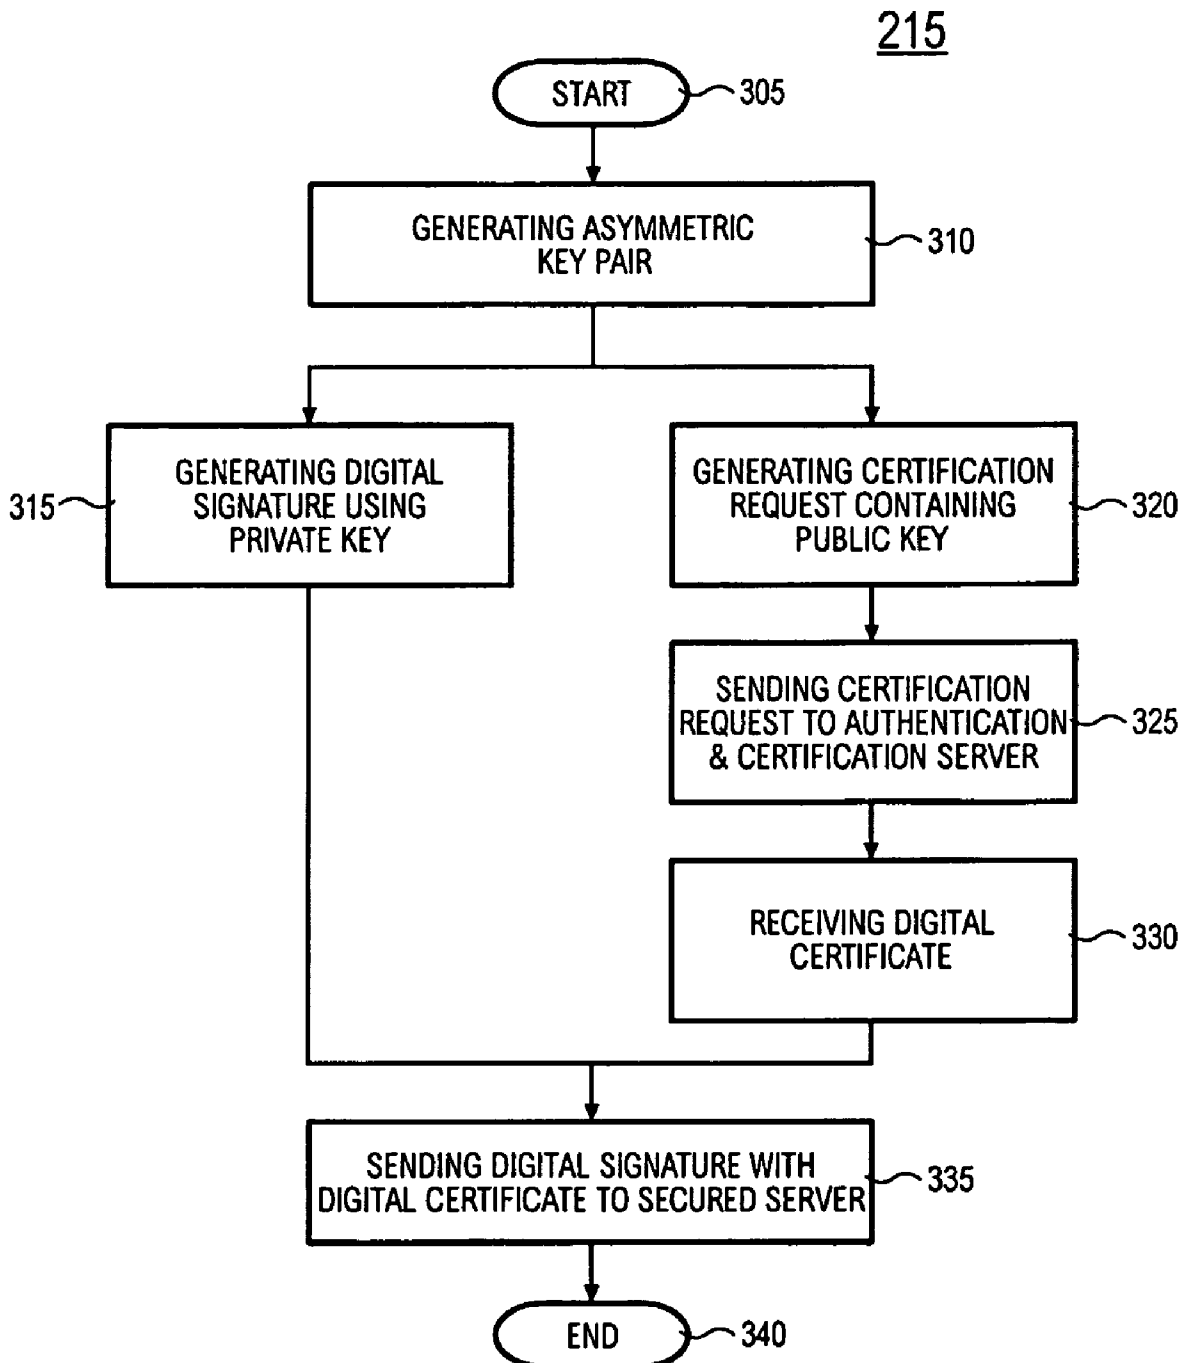 215
START
305
GENERATING ASYMMETRIC
KEY PAIR
310
315
GENERATING DIGITAL
SIGNATURE USING
PRIVATE KEY
GENERATING CERTIFICATION
REQUEST CONTAINING
PUBLIC KEY
320
SENDING CERTIFICATION
REQUEST TO AUTHENTICATION
& CERTIFICATION SERVER
325
RECEIVING DIGITAL
CERTIFICATE
330
SENDING DIGITAL SIGNATURE WITH
DIGITAL CERTIFICATE TO SECURED SERVER
335
END
340